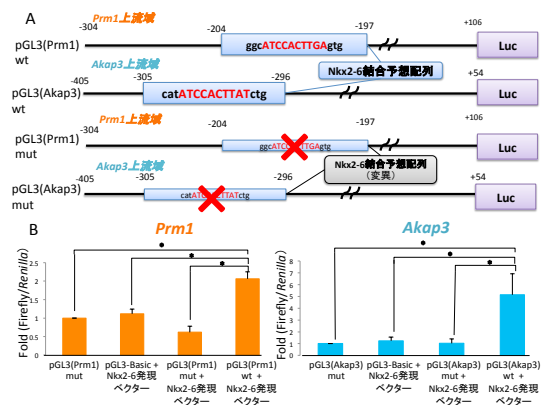 A
Prm1上流域
-304
-204
-197
+106
pGL3(Prm1)
wt
ggcATCCACTTGAgtg
Luc
Akap3上流域
Nkx2-6結合予想配列
-405
-305
-296
+54
pGL3(Akap3)
wt
catATCCACTTATctg
Luc
Prm1上流域
-304
-204
-197
+106
pGL3(Prm1)
mut
ggcATCCACTTGAgtg
Luc
Akap3上流域
Nkx2-6結合予想配列
(変異)
-405
-305
-296
+54
pGL3(Akap3)
mut
catATCCACTTATctg
Luc
B
Prm1
Fold (Firefly/Renilla)
2.5
2
1.5
1
0.5
0
*
*
*
pGL3(Prm1)
mut
pGL3-Basic +
Nkx2-6発現
ベクター
pGL3(Prm1)
mut +
Nkx2-6発現
ベクター
pGL3(Prm1)
wt +
Nkx2-6発現
ベクター
Akap3
Fold (Firefly/Renilla)
8
7
6
5
4
3
2
1
0
*
*
*
pGL3(Akap3)
mut
pGL3-Basic +
Nkx2-6発現
ベクター
pGL3(Akap3)
mut +
Nkx2-6発現
ベクター
pGL3(Akap3)
wt +
Nkx2-6発現
ベクター